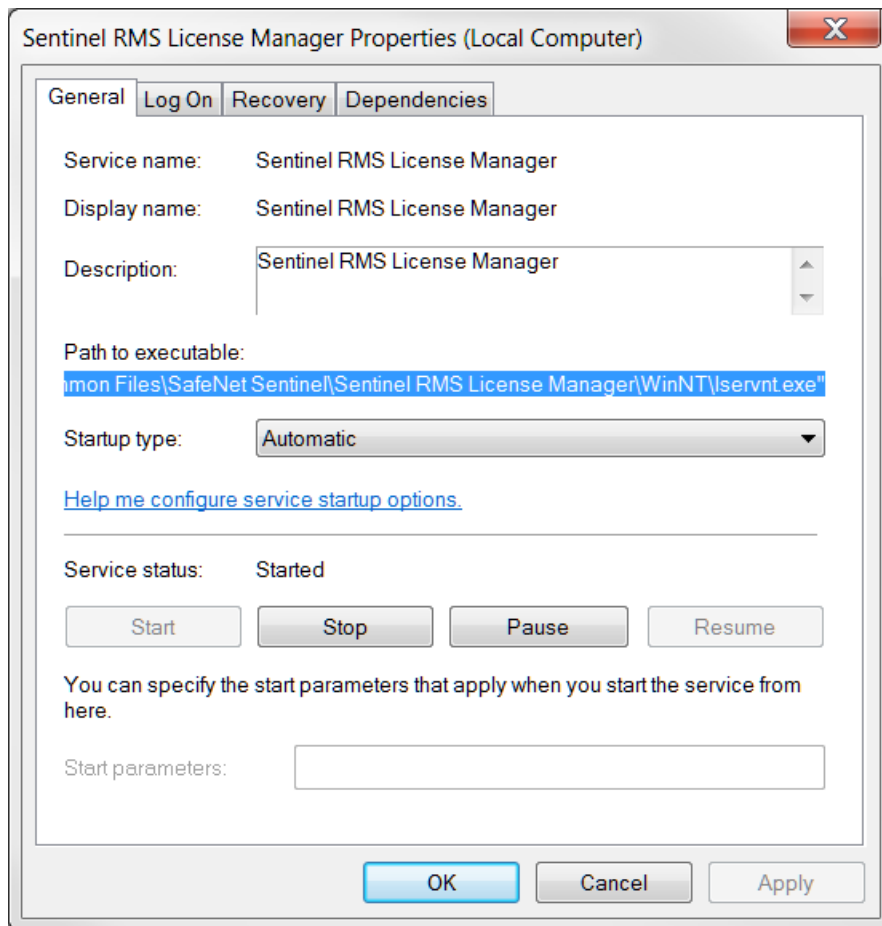 Sentinel RMS License Manager Properties (Local Computer)
General Log On Recovery Dependencies
Service name: Sentinel RMS License Manager
Display name: Sentinel RMS License Manager
Description: Sentinel RMS License Manager
Path to executable:
mmon Files\SafeNet Sentinel\Sentinel RMS License Manager\WinNT\lservnt.exe"
Startup type: Automatic
Help me configure service startup options.
Service status: Started
Start Stop Pause Resume
You can specify the start parameters that apply when you start the service from
here.
Start parameters:
OK Cancel Apply